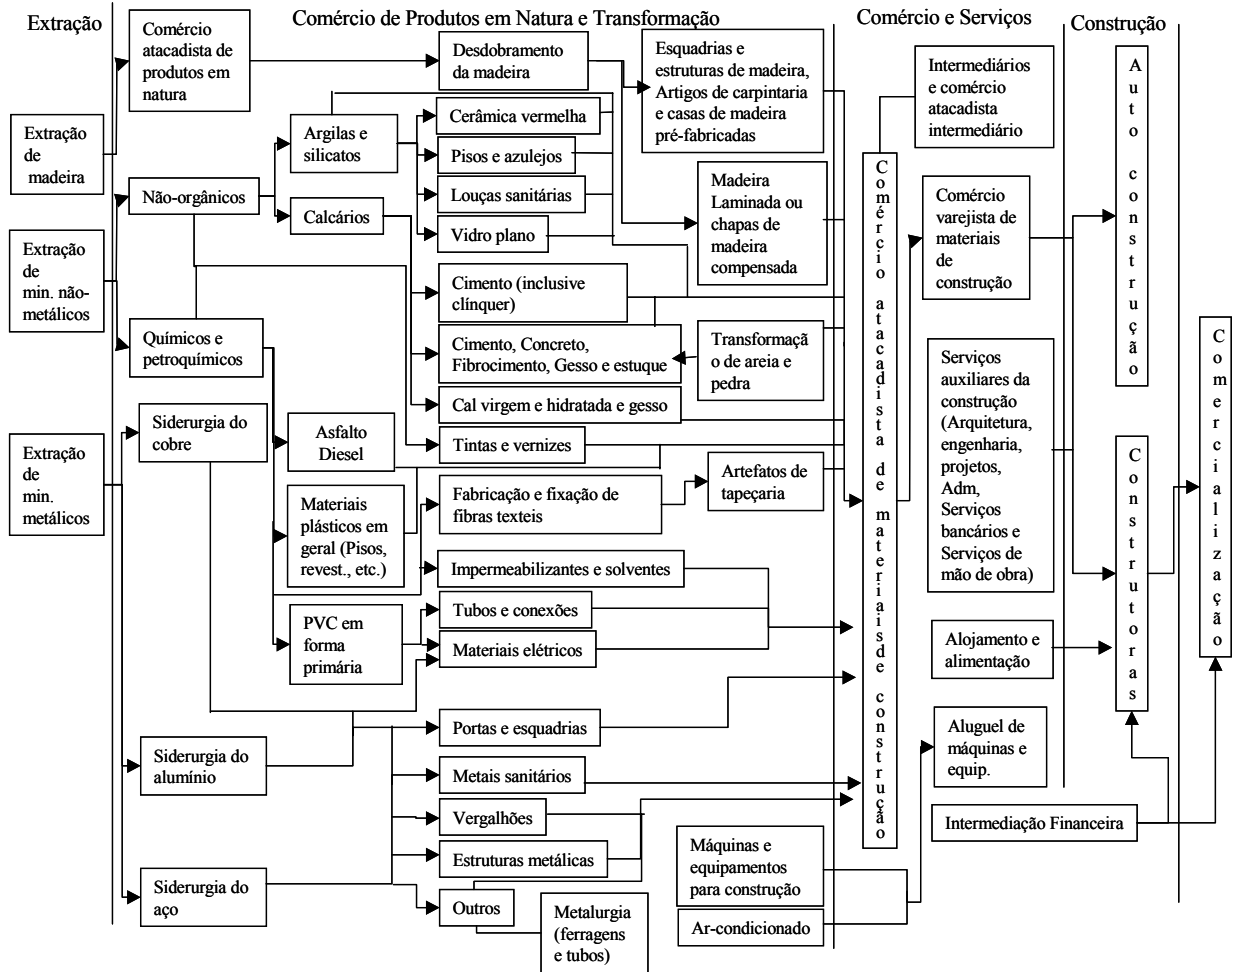 Extração
Comércio de Produtos em Natura e Transformação
Comércio e Serviços
Construção
Extração
de
madeira
Extração
de
min. não-
metálicos
Extração
de
min.
metálicos
Comércio
atacadista de
produtos em
natura
Não-orgânicos
Químicos e
petroquímicos
Siderurgia do
cobre
Siderurgia do
alumínio
Siderurgia do
aço
Argilas e
silicatos
Calcários
Asfalto
Diesel
Materiais
plásticos em
geral (Pisos,
revest., etc.)
PVC em
forma
primária
Desdobramento
da madeira
Cerâmica vermelha
Pisos e azulejos
Louças sanitárias
Vidro plano
Cimento (inclusive
clínquer)
Cimento, Concreto,
Fibrocimento, Gesso e estuque
Cal virgem e hidratada e gesso
Tintas e vernizes
Fabricação e fixação de
fibras texteis
Impermeabilizantes e solventes
Tubos e conexões
Materiais elétricos
Portas e esquadrias
Metais sanitários
Vergalhões
Estruturas metálicas
Outros
Metalurgia
(ferragens
e tubos)
Esquadrias e
estruturas de madeira,
Artigos de carpintaria
e casas de madeira
pré-fabricadas
Madeira
Laminada ou
chapas de
madeira
compensada
Transformaçã
o de areia e
pedra
Artefatos de
tapeçaria
Máquinas e
equipamentos
para construção
Ar-condicionado
Comércio atacadista de materiaisde construção
Intermediários
e comércio
atacadista
intermediário
Comércio
varejista de
materiais
de
construção
Serviços
auxiliares da
construção
(Arquitetura,
engenharia,
projetos,
Adm,
Serviços
bancários e
Serviços de
mão de obra)
Alojamento e
alimentação
Aluguel de
máquinas e
equip.
Intermediação Financeira
Auto construção
Construtoras
Comercialização